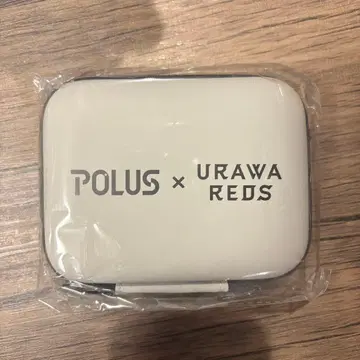 POLUS × URAWA
REDS